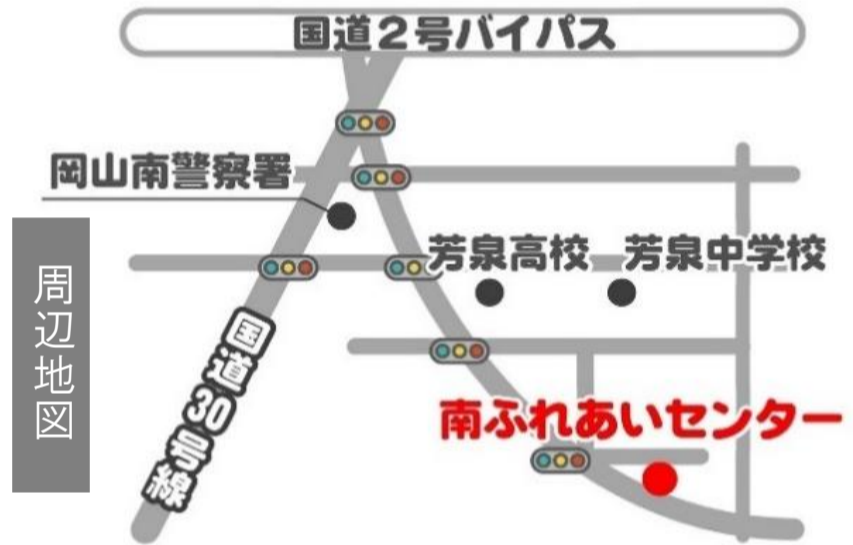 国道2号バイパス
岡山南警察署
芳泉高校
芳泉中学校
周辺地図
国道30号線
南ふれあいセンター